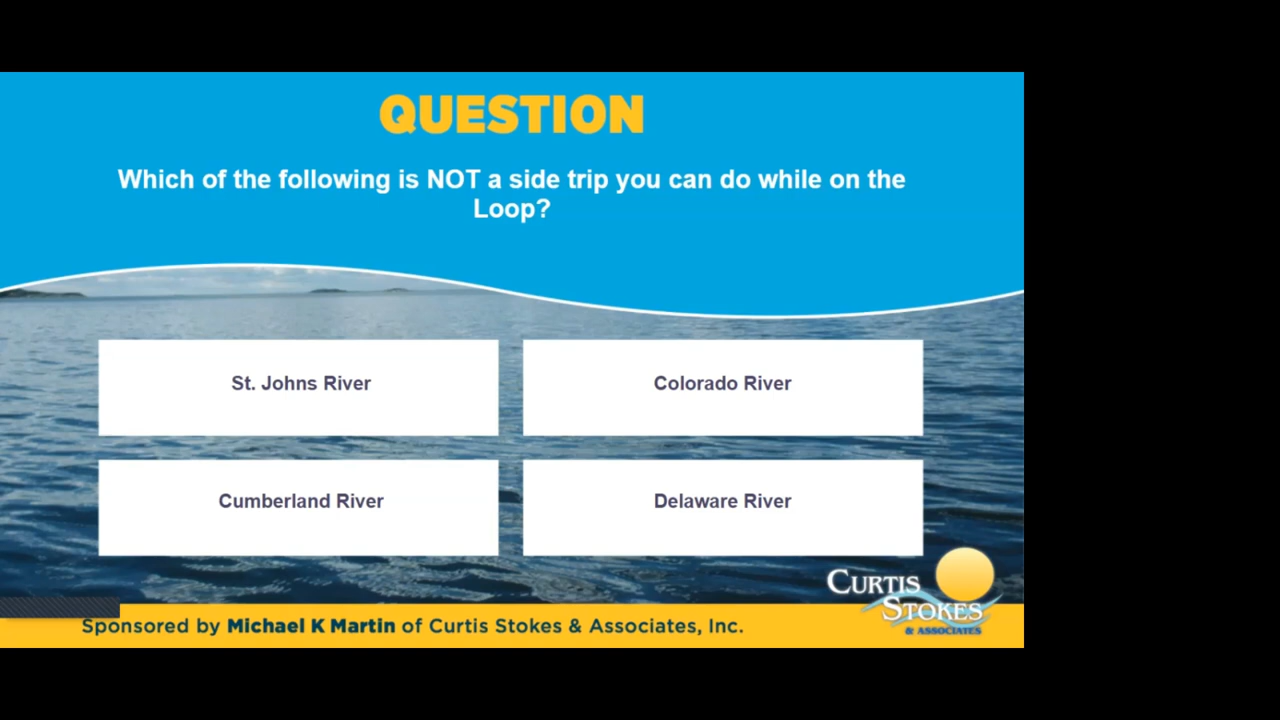 QUESTION
Which of the following is NOT a side trip you can do while on the
Loop?
St. Johns River
Colorado River
Cumberland River
Delaware River
CURTIS
STOKES
& ASSOCIATES
Sponsored by Michael K Martin of Curtis Stokes & Associates, Inc.